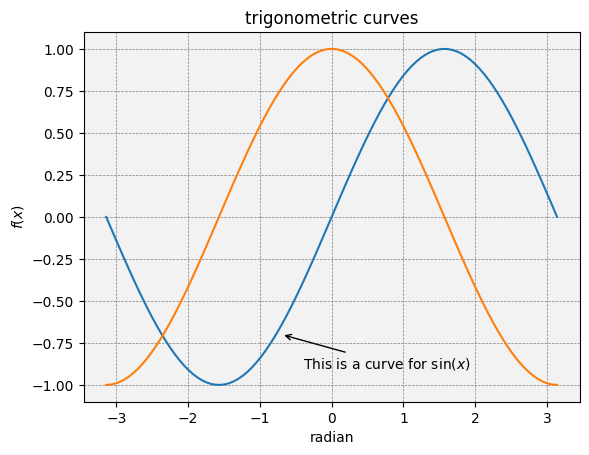 trigonometric curves
1.00
0.75
0.50
0.25
0.00
−0.25
−0.50
−0.75
−1.00
f(x)
This is a curve for sin(x)
−3 −2 −1 0 1 2 3
radian